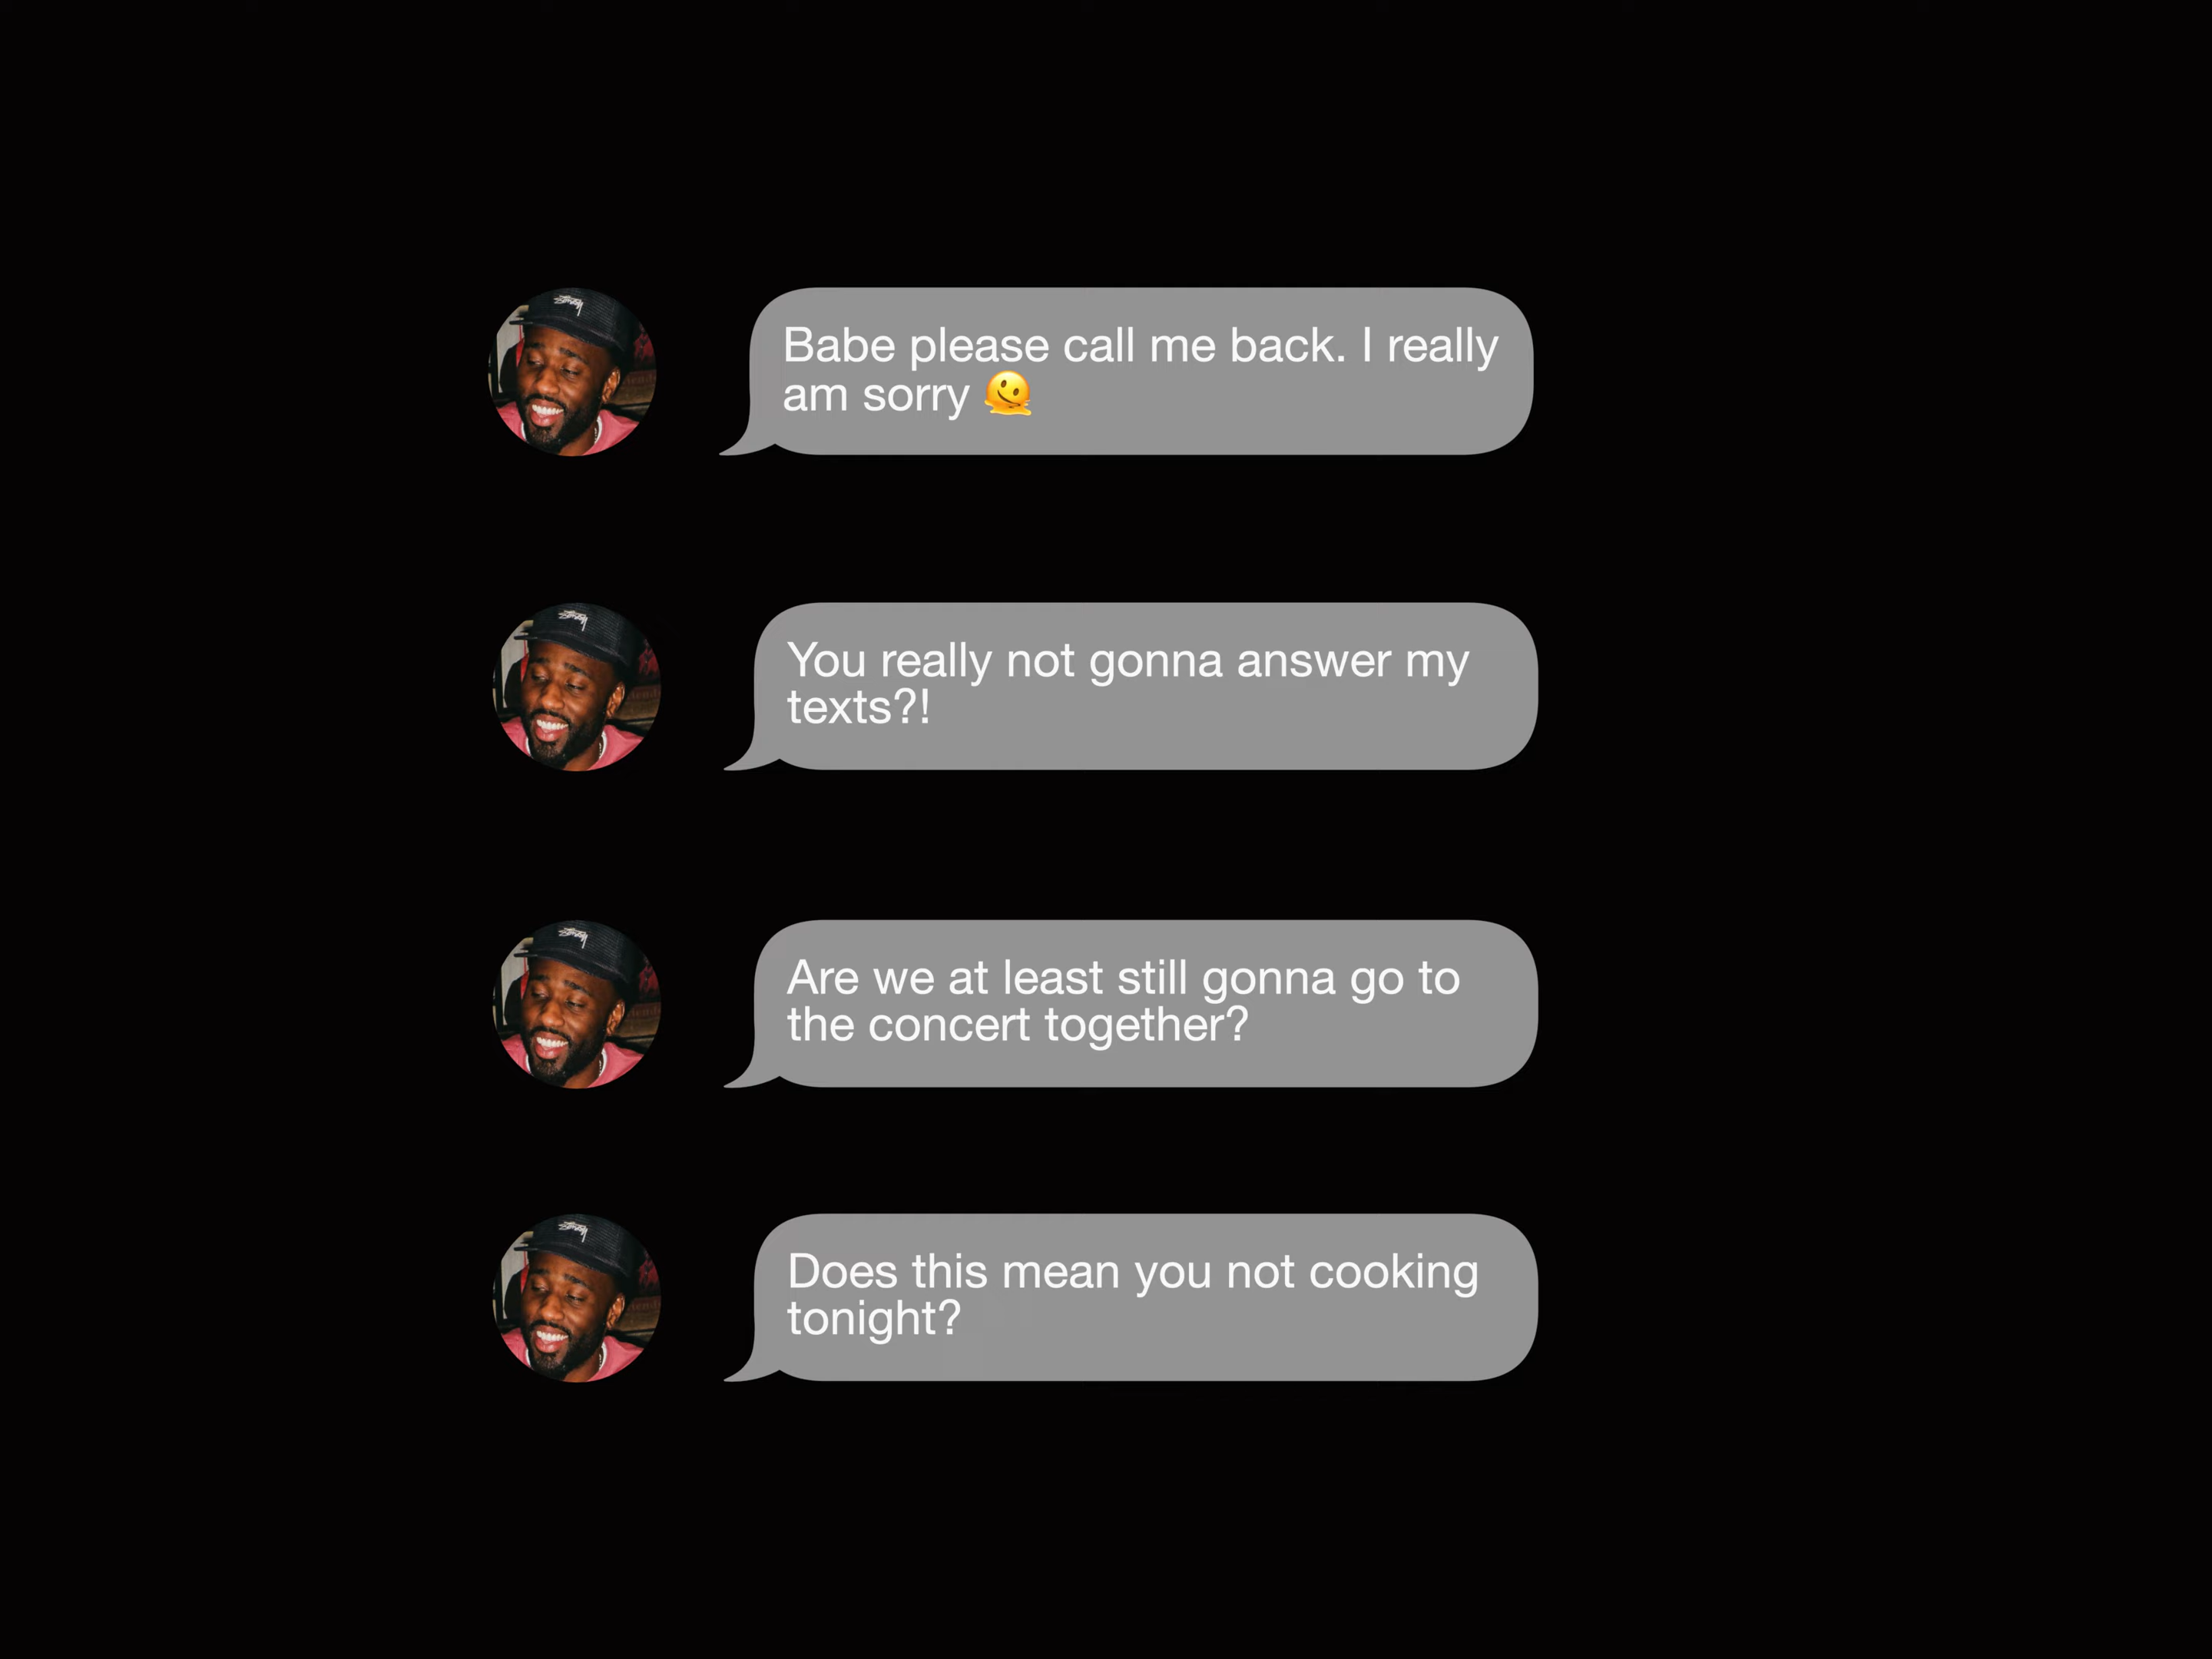 Babe please call me back. I really
am sorry 🫠
You really not gonna answer my
texts?!
Are we at least still gonna go to
the concert together?
Does this mean you not cooking
tonight?